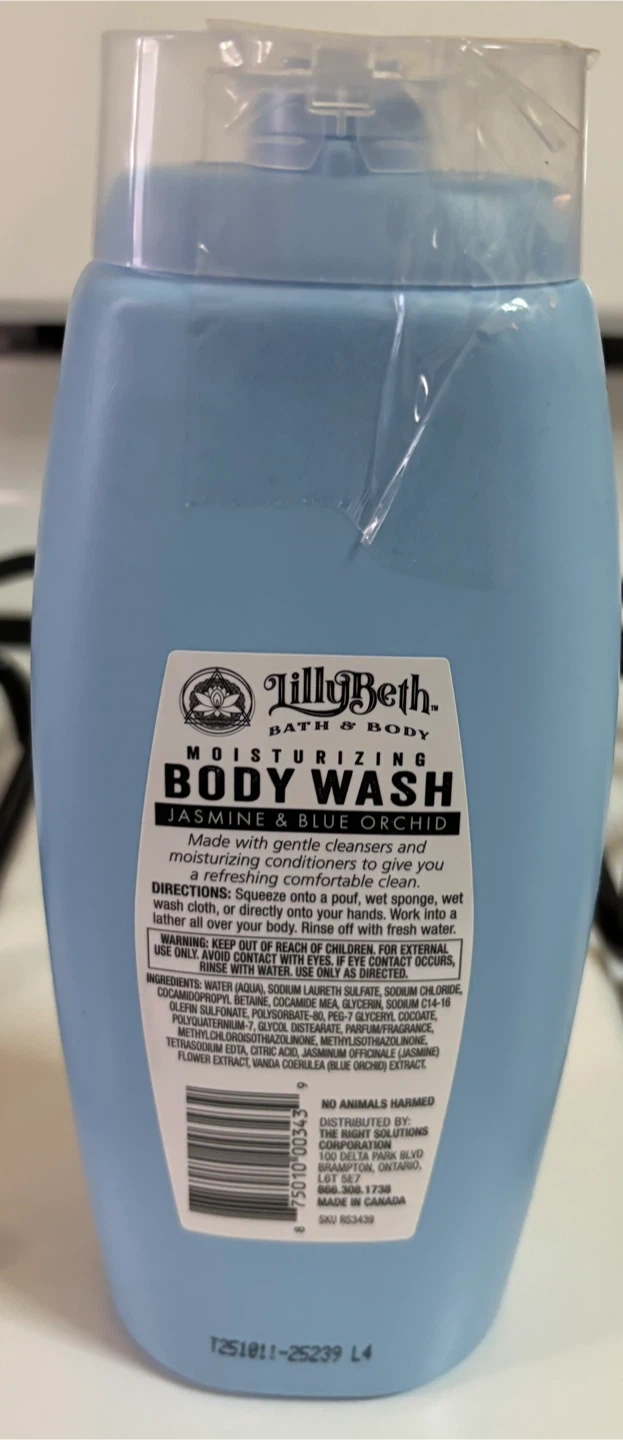 LillyBeth™
BATH & BODY
MOISTURIZING
BODY WASH
JASMINE & BLUE ORCHID
Made with gentle cleansers and
moisturizing conditioners to give you
a refreshing comfortable clean.
DIRECTIONS: Squeeze onto a pouf, wet sponge, wet
wash cloth, or directly onto your hands. Work into a
lather all over your body. Rinse off with fresh water.
WARNING: KEEP OUT OF REACH OF CHILDREN. FOR EXTERNAL
USE ONLY. AVOID CONTACT WITH EYES. IF EYE CONTACT OCCURS,
RINSE WITH WATER. USE ONLY AS DIRECTED.
INGREDIENTS: WATER (AQUA), SODIUM LAURETH SULFATE, SODIUM CHLORIDE,
COCAMIDOPROPYL BETAINE, COCAMIDE MEA, GLYCERIN, SODIUM C14-16
OLEFIN SULFONATE, POLYSORBATE-80, PEG-7 GLYCERYL COCOATE,
POLYQUATERNIUM-7, GLYCOL DISTEARATE, PARFUM/FRAGRANCE,
METHYLCHLOROISOTHIAZOLINONE, METHYLISOTHIAZOLINONE,
TETRASODIUM EDTA, CITRIC ACID, JASMINUM OFFICINALE (JASMINE)
FLOWER EXTRACT, VANDA COERULEA (BLUE ORCHID) EXTRACT.
8 75010 00343 9
NO ANIMALS HARMED
DISTRIBUTED BY:
THE RIGHT SOLUTIONS
CORPORATION
100 DELTA PARK BLVD
BRAMPTON, ONTARIO,
L6T 5E7
866.308.1738
MADE IN CANADA
SKU RS3439
T251011-25239 L4